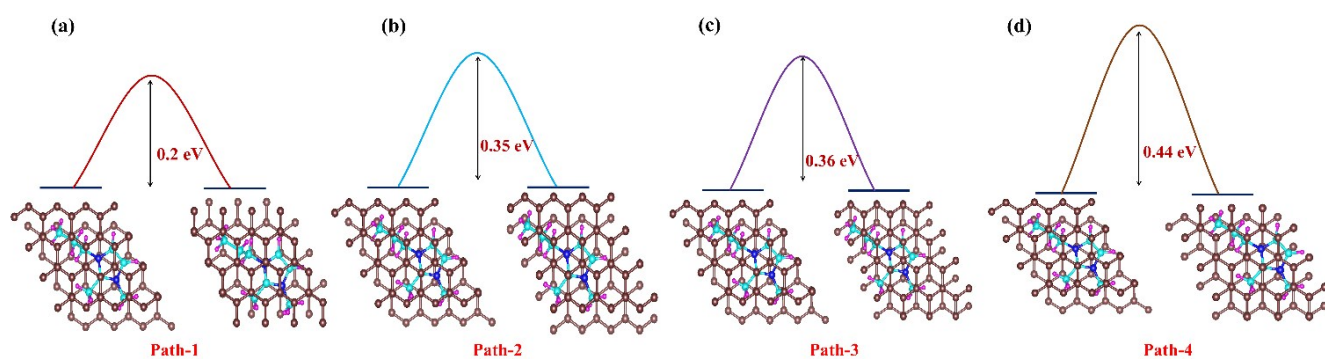 (a)
0.2 eV
Path-1
(b)
0.35 eV
Path-2
(c)
0.36 eV
Path-3
(d)
0.44 eV
Path-4